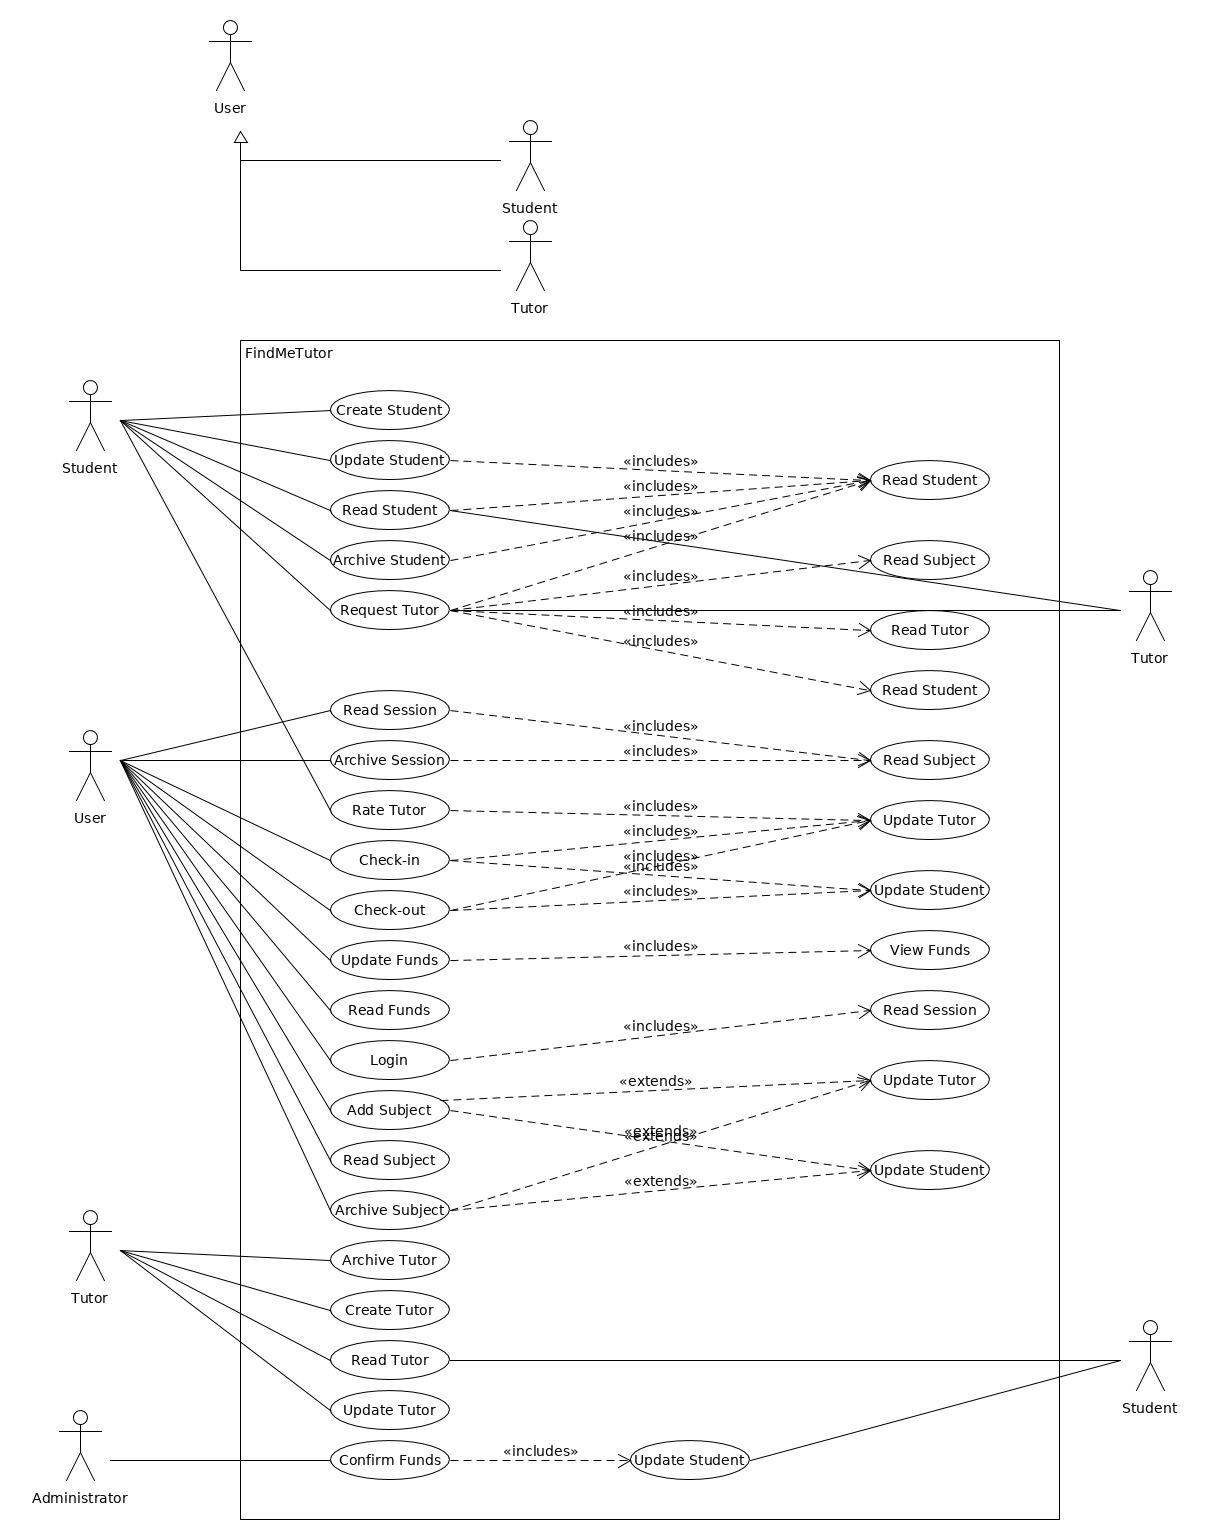 User
Student
Tutor
FindMeTutor
Create Student
Update Student
«includes»
Student
Read Student
Read Student
«includes»
«includes»
«includes»
Archive Student
Read Subject
«includes»
Request Tutor
«includes»
Read Tutor
«includes»
Tutor
Read Student
Read Session
«includes»
Archive Session
«includes»
Read Subject
Rate Tutor
«includes»
Update Tutor
User
«includes»
Check-in
«includes»
«includes»
Update Student
«includes»
Check-out
«includes»
View Funds
Update Funds
Read Funds
Read Session
«includes»
Login
«extends»
Update Tutor
Add Subject
«extends»
«extends»
Read Subject
Update Student
«extends»
Archive Subject
Archive Tutor
Tutor
Create Tutor
Read Tutor
Update Tutor
Student
Confirm Funds
«includes»
Update Student
Administrator